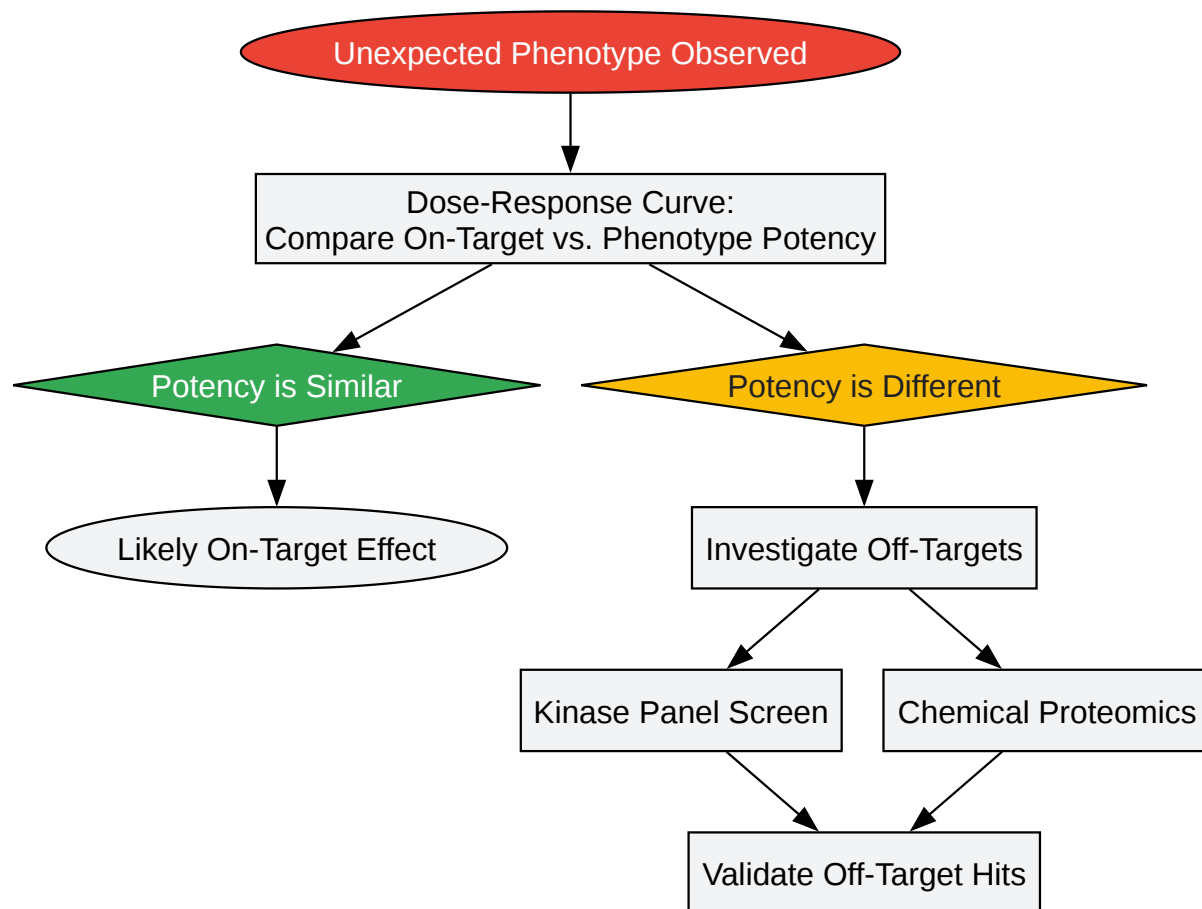 Unexpected Phenotype Observed
Dose-Response Curve:
Compare On-Target vs. Phenotype Potency
Potency is Similar
Potency is Different
Likely On-Target Effect
Investigate Off-Targets
Kinase Panel Screen
Chemical Proteomics
Validate Off-Target Hits